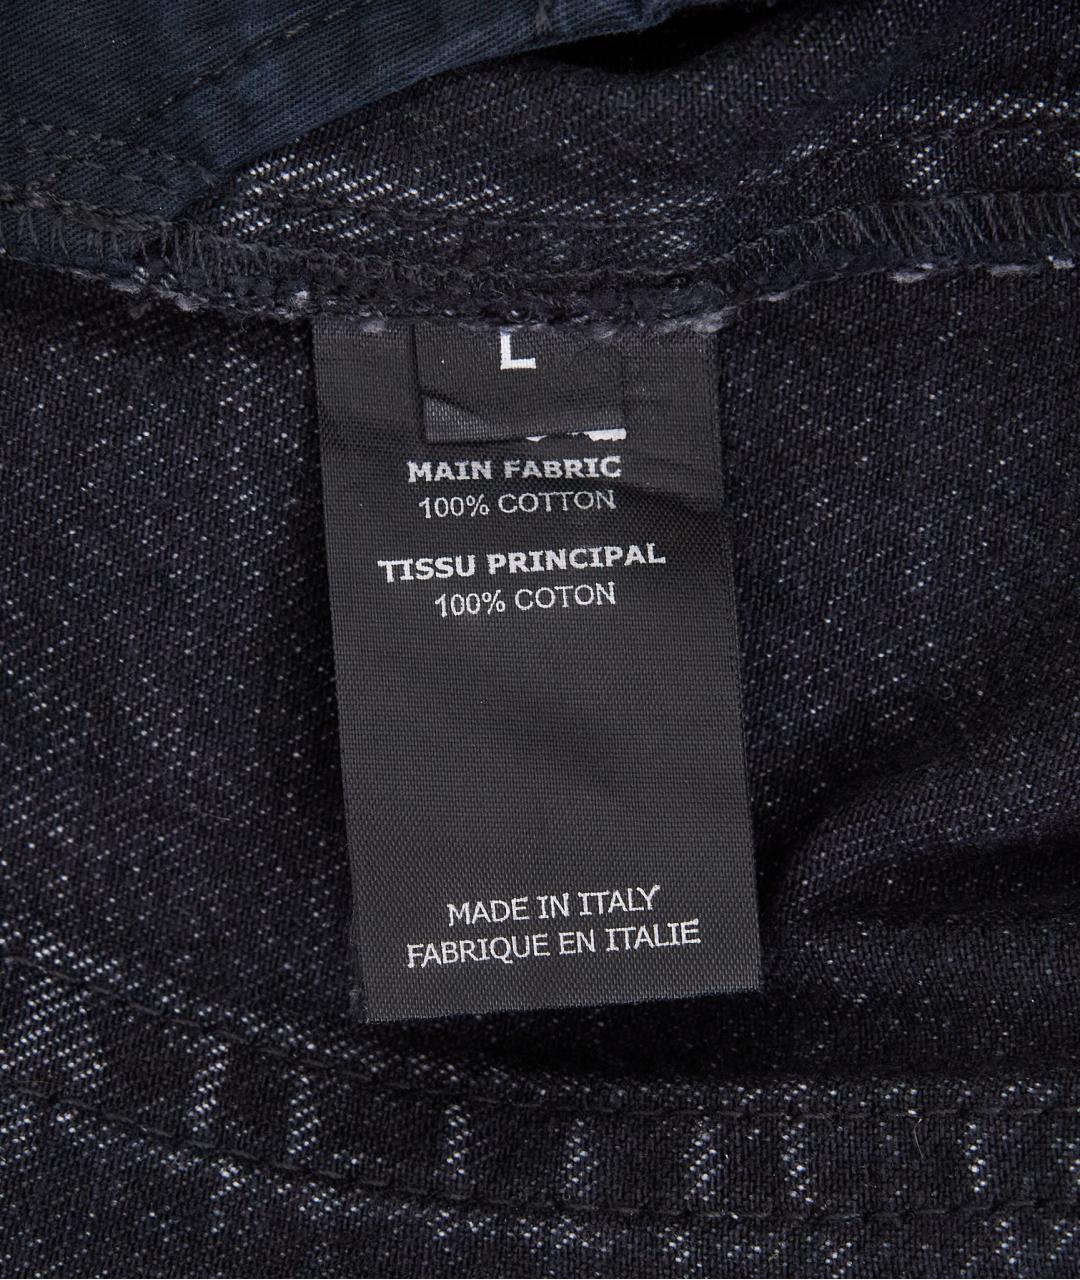 L
MAIN FABRIC
100% COTTON
TISSU PRINCIPAL
100% COTON
MADE IN ITALY
FABRIQUE EN ITALIE